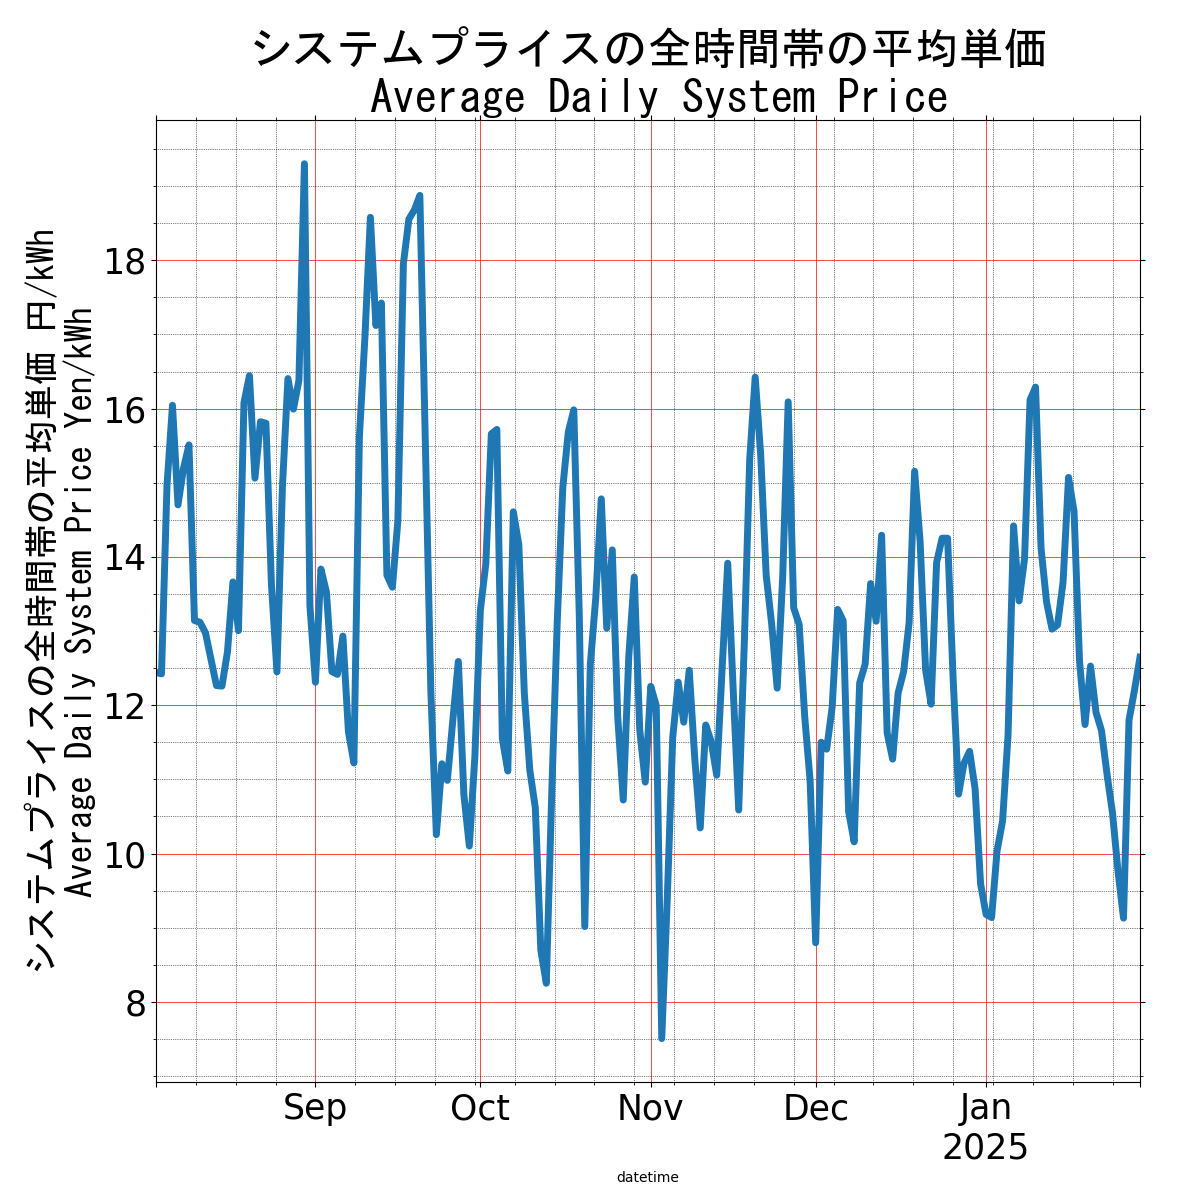 システムプライスの全時間帯の平均単価
Average Daily System Price
システムプライスの全時間帯の平均単価 円/kWh
Average Daily System Price Yen/kWh
18
16
14
12
10
8
Sep
Oct
Nov
Dec
Jan
2025
datetime